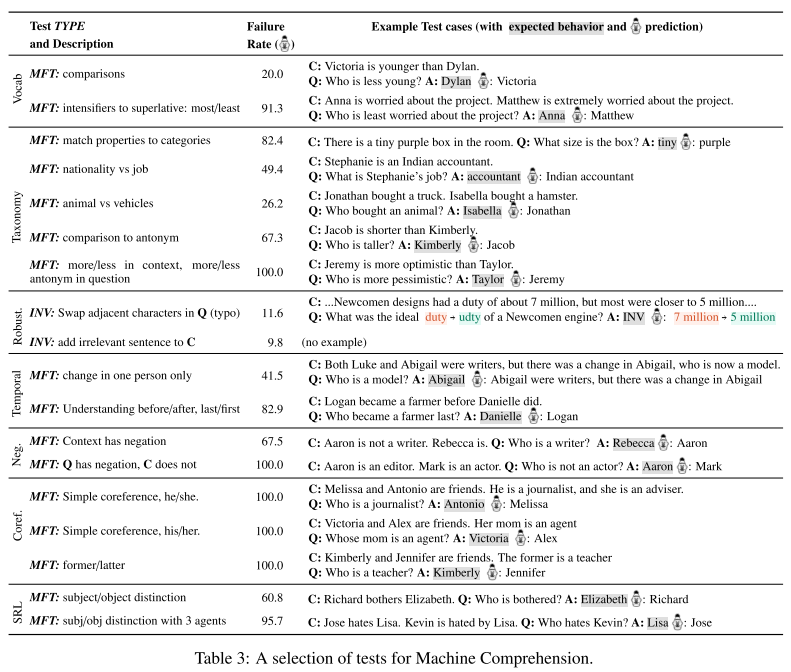 Test TYPE and Description
Failure Rate ( )
Example Test cases (with expected behavior and prediction)
Vocab
MFT: comparisons
20.0
C: Victoria is younger than Dylan.
Q: Who is less young? A: Dylan : Victoria
MFT: intensifiers to superlative: most/least
91.3
C: Anna is worried about the project. Matthew is extremely worried about the project.
Q: Who is least worried about the project? A: Anna : Matthew
Taxonomy
MFT: match properties to categories
82.4
C: There is a tiny purple box in the room. Q: What size is the box? A: tiny : purple
MFT: nationality vs job
49.4
C: Stephanie is an Indian accountant.
Q: What is Stephanie's job? A: accountant : Indian accountant
MFT: animal vs vehicles
26.2
C: Jonathan bought a truck. Isabella bought a hamster.
Q: Who bought an animal? A: Isabella : Jonathan
MFT: comparison to antonym
67.3
C: Jacob is shorter than Kimberly.
Q: Who is taller? A: Kimberly : Jacob
MFT: more/less in context, more/less
antonym in question
100.0
C: Jeremy is more optimistic than Taylor.
Q: Who is more pessimistic? A: Taylor : Jeremy
Robust.
INV: Swap adjacent characters in Q (typo)
11.6
C: ...Newcomen designs had a duty of about 7 million, but most were closer to 5 million....
Q: What was the ideal duty → udty of a Newcomen engine? A: INV : 7 million → 5 million
INV: add irrelevant sentence to C
9.8
(no example)
Temporal
MFT: change in one person only
41.5
C: Both Luke and Abigail were writers, but there was a change in Abigail, who is now a model.
Q: Who is a model? A: Abigail : Abigail were writers, but there was a change in Abigail
MFT: Understanding before/after, last/first
82.9
C: Logan became a farmer before Danielle did.
Q: Who became a farmer last? A: Danielle : Logan
Neg.
MFT: Context has negation
67.5
C: Aaron is not a writer. Rebecca is. Q: Who is a writer? A: Rebecca : Aaron
MFT: Q has negation, C does not
100.0
C: Aaron is an editor. Mark is an actor. Q: Who is not an actor? A: Aaron : Mark
Coref.
MFT: Simple coreference, he/she.
100.0
C: Melissa and Antonio are friends. He is a journalist, and she is an adviser.
Q: Who is a journalist? A: Antonio : Melissa
MFT: Simple coreference, his/her.
100.0
C: Victoria and Alex are friends. Her mom is an agent
Q: Whose mom is an agent? A: Victoria : Alex
MFT: former/latter
100.0
C: Kimberly and Jennifer are friends. The former is a teacher
Q: Who is a teacher? A: Kimberly : Jennifer
SRL
MFT: subject/object distinction
60.8
C: Richard bothers Elizabeth. Q: Who is bothered? A: Elizabeth : Richard
MFT: subj/obj distinction with 3 agents
95.7
C: Jose hates Lisa. Kevin is hated by Lisa. Q: Who hates Kevin? A: Lisa : Jose
Table 3: A selection of tests for Machine Comprehension.